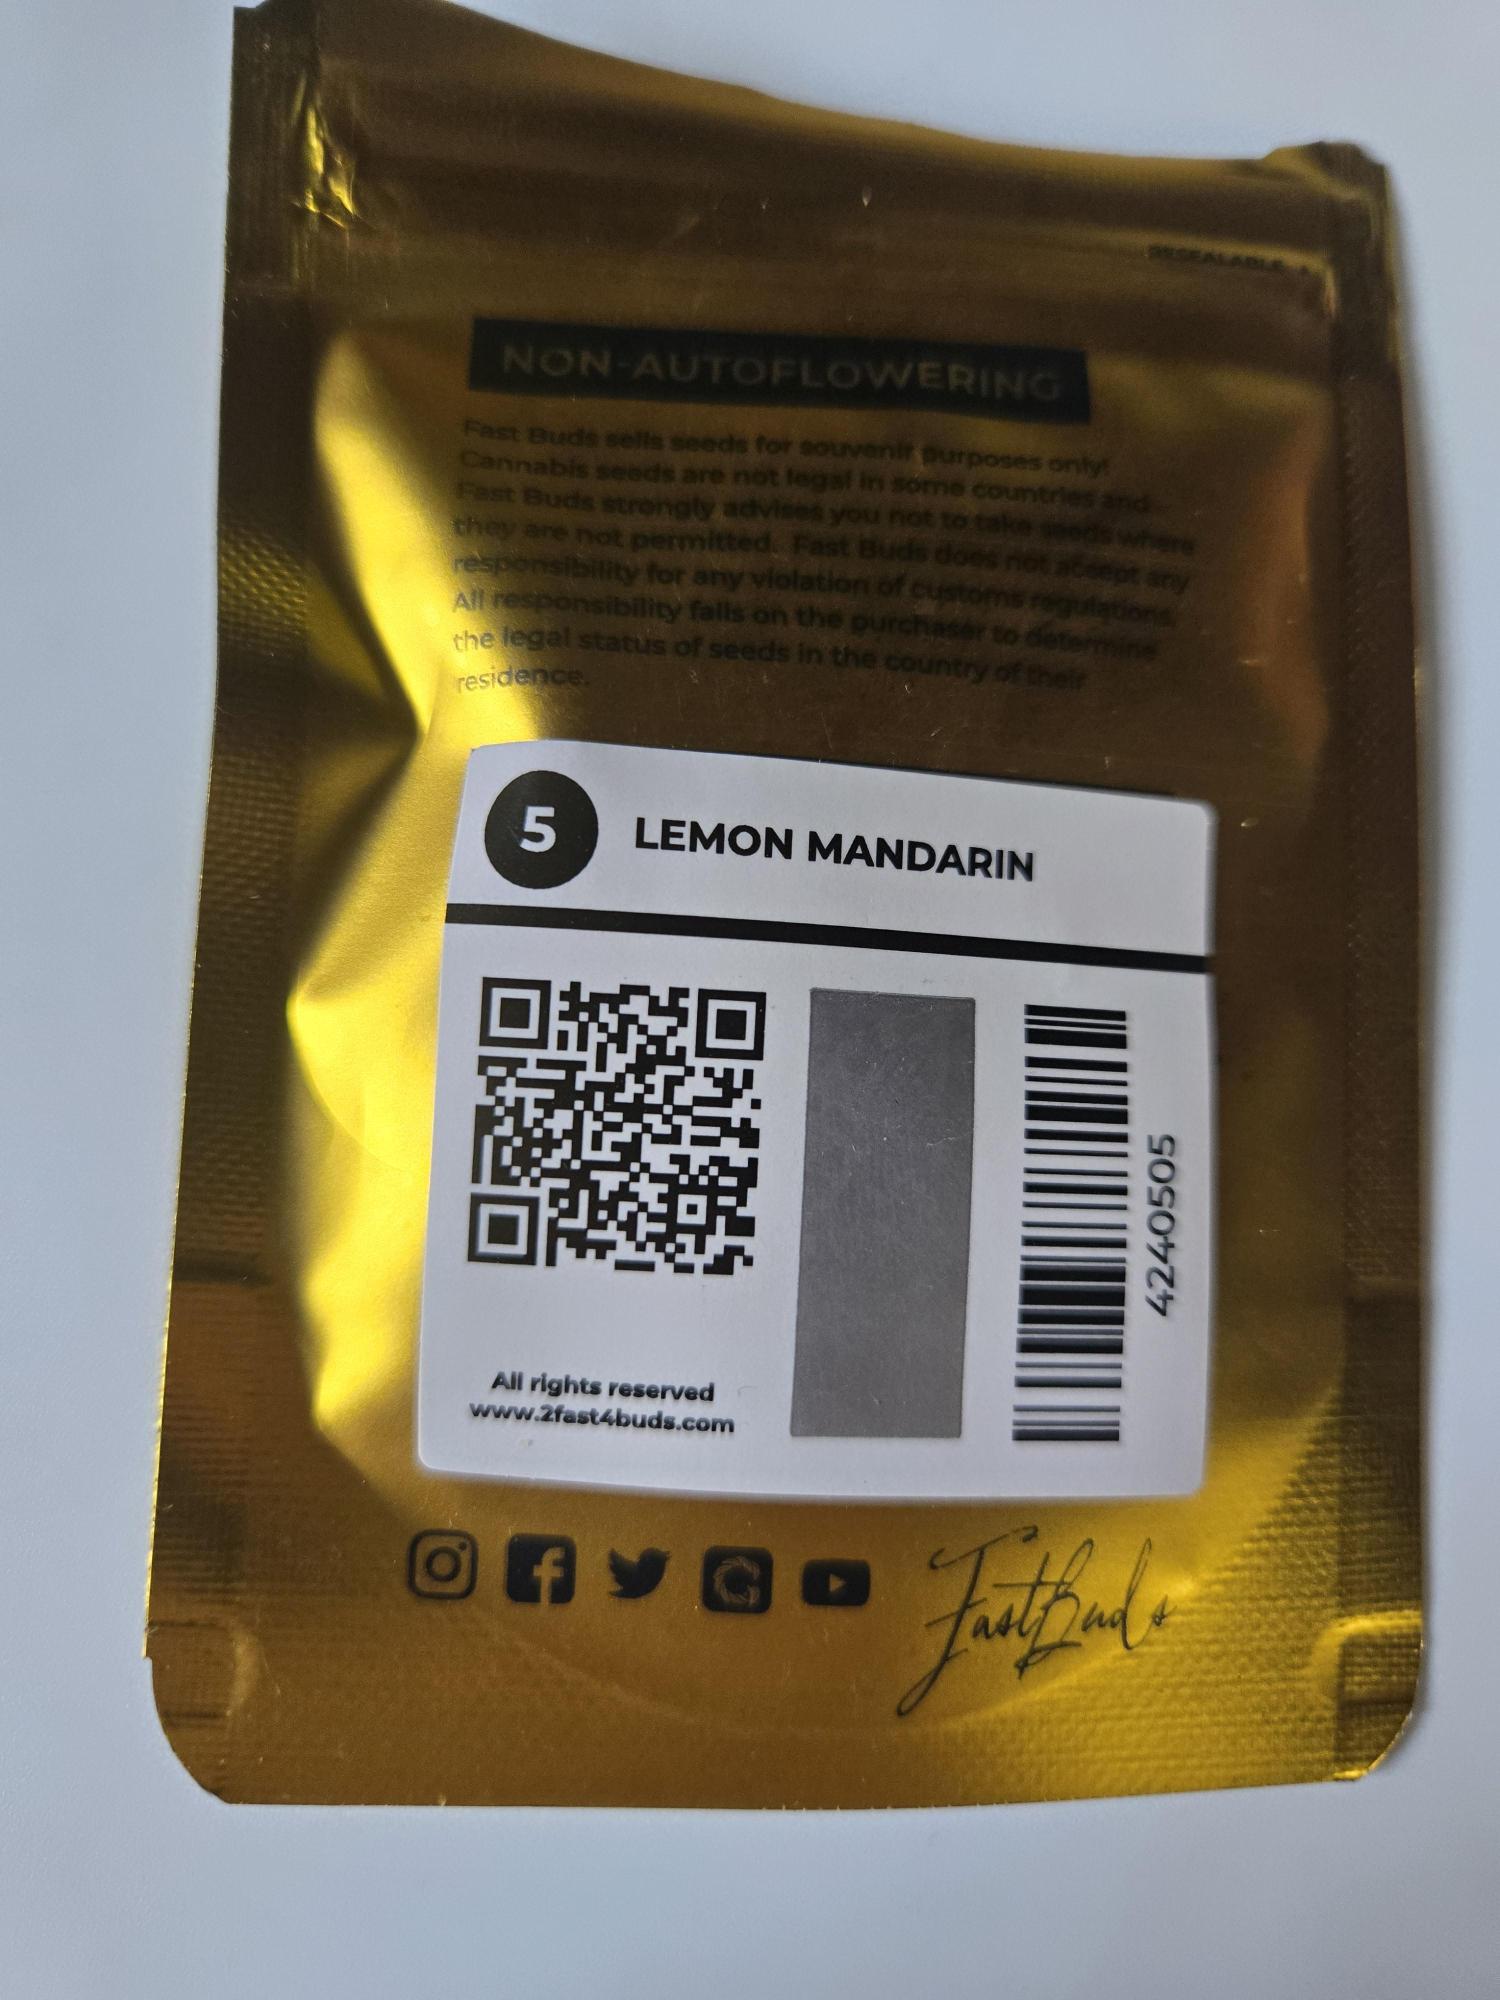 RESEALABLE
NON-AUTOFLOWERING
Fast Buds sells seeds for souvenir purposes only!
Cannabis seeds are not legal in some countries and
Fast Buds strongly advises you not to take seeds where
they are not permitted. Fast Buds does not accept any
responsibility for any violation of customs regulations.
All responsibility falls on the purchaser to determine
the legal status of seeds in the country of their
residence.
5 LEMON MANDARIN
4240505
All rights reserved
www.2fast4buds.com
FastBuds